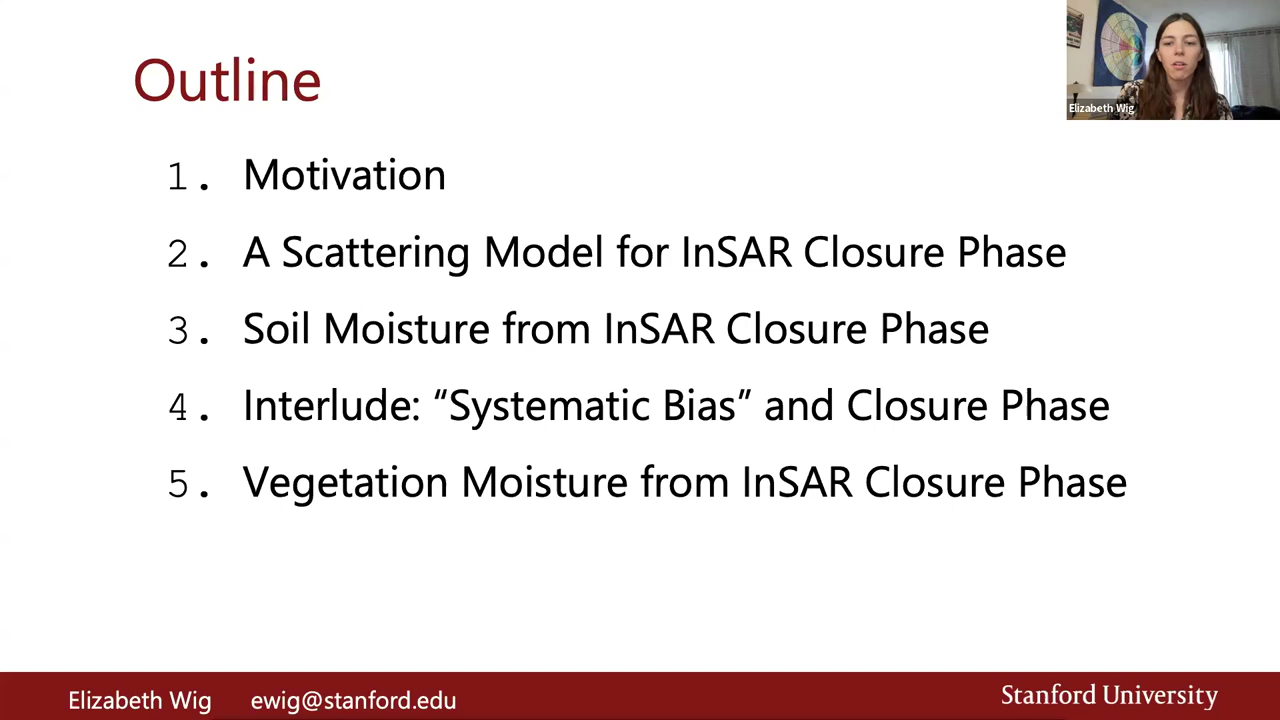 Outline
Elizabeth Wig
1. Motivation
2. A Scattering Model for InSAR Closure Phase
3. Soil Moisture from InSAR Closure Phase
4. Interlude: “Systematic Bias” and Closure Phase
5. Vegetation Moisture from InSAR Closure Phase
Elizabeth Wig ewig@stanford.edu Stanford University